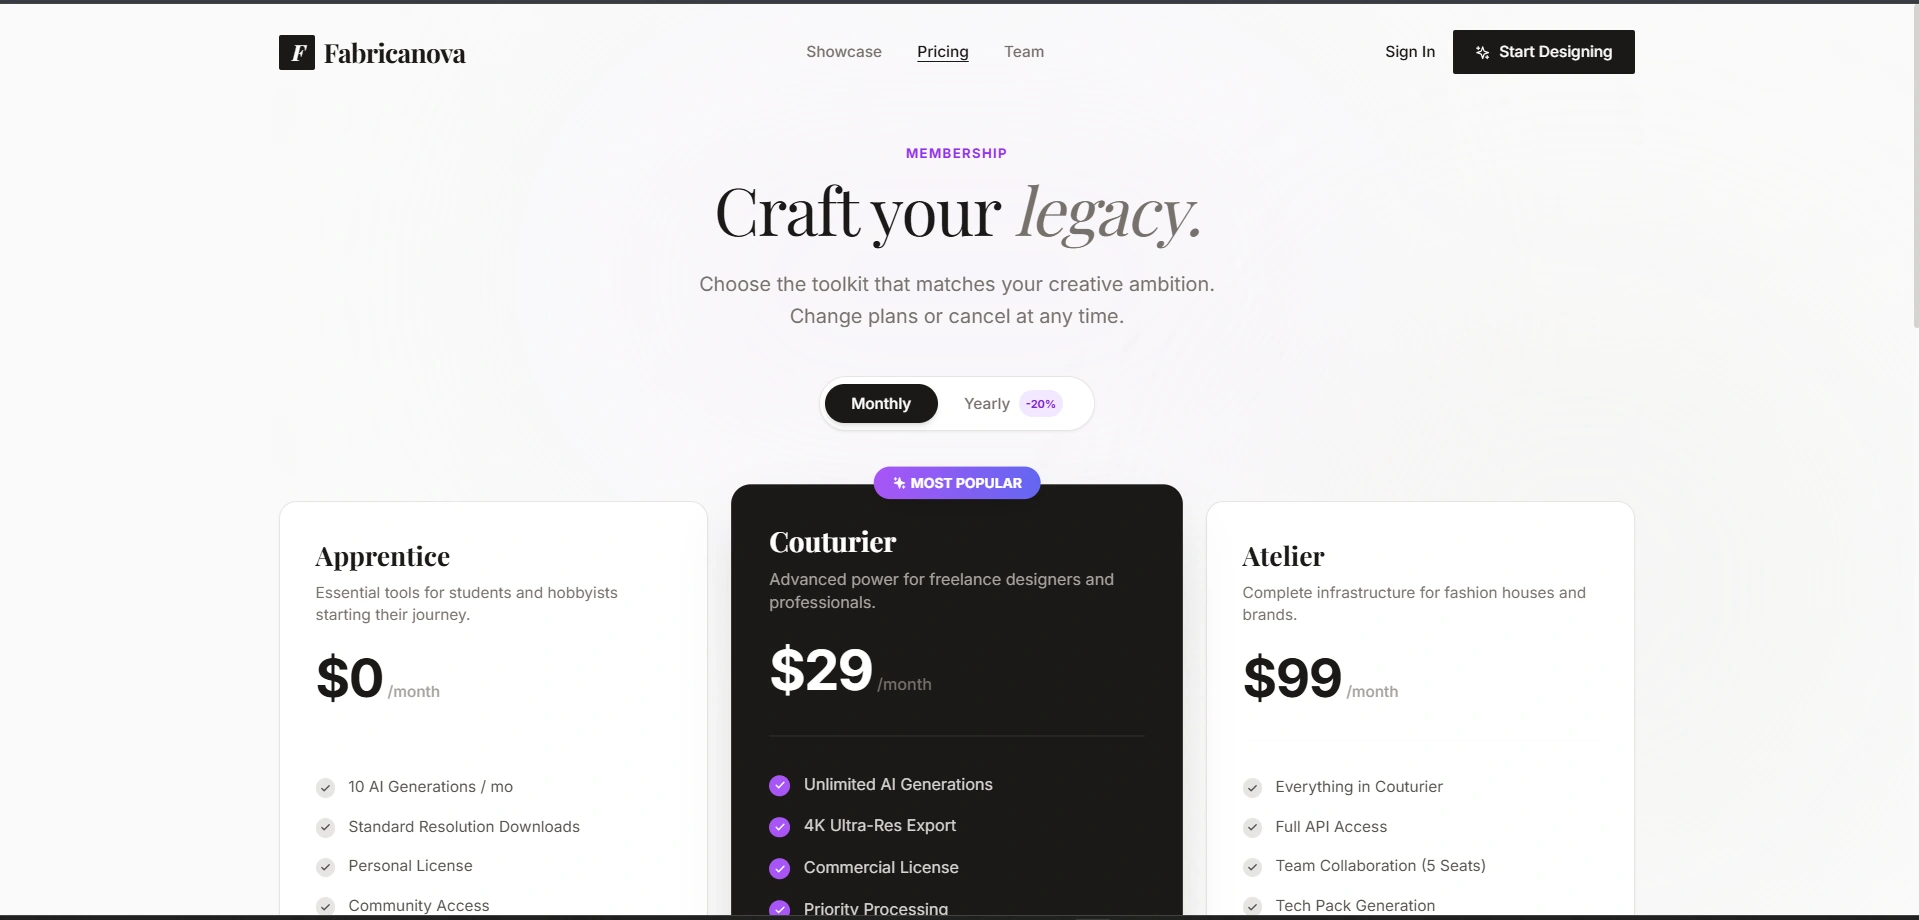 F Fabricanova
Showcase
Pricing
Team
Sign In
Start Designing
MEMBERSHIP
Craft your legacy.
Choose the toolkit that matches your creative ambition.
Change plans or cancel at any time.
Monthly
Yearly -20%
MOST POPULAR
Apprentice
Essential tools for students and hobbyists
starting their journey.
$0 /month
10 AI Generations / mo
Standard Resolution Downloads
Personal License
Community Access
Couturier
Advanced power for freelance designers and
professionals.
$29 /month
Unlimited AI Generations
4K Ultra-Res Export
Commercial License
Priority Processing
Atelier
Complete infrastructure for fashion houses and
brands.
$99 /month
Everything in Couturier
Full API Access
Team Collaboration (5 Seats)
Tech Pack Generation